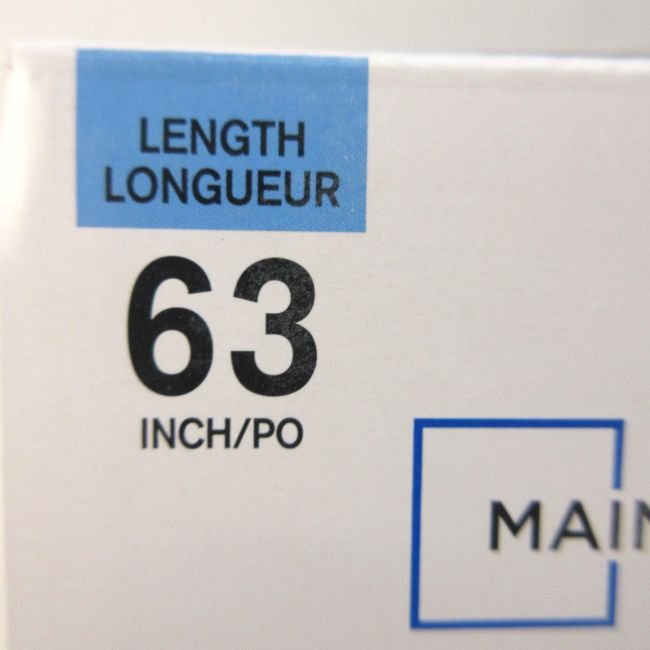 LENGTH
LONGUEUR
63
INCH/PO
MAIN